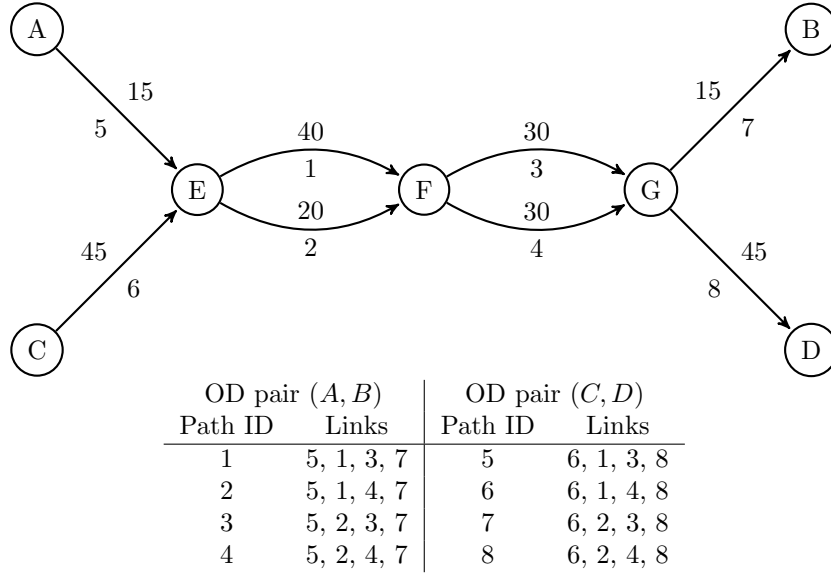 A B
15 15
5 7
40 30
1 3
E F G
20 30
2 4
45 45
6 8
C D
OD pair (A, B) OD pair (C, D)
Path ID Links Path ID Links
1 5, 1, 3, 7 5 6, 1, 3, 8
2 5, 1, 4, 7 6 6, 1, 4, 8
3 5, 2, 3, 7 7 6, 2, 3, 8
4 5, 2, 4, 7 8 6, 2, 4, 8